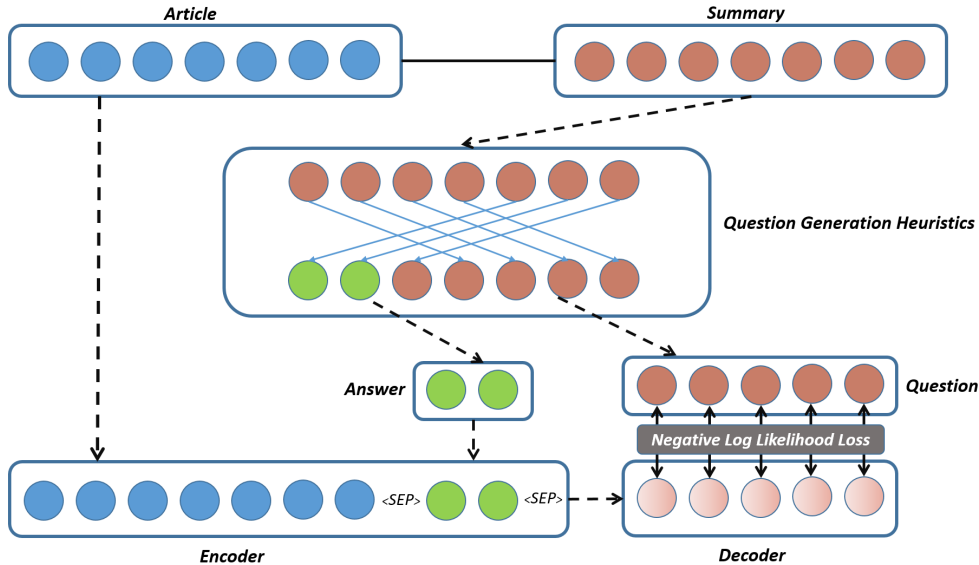 Article
Summary
Question Generation Heuristics
Answer
Question
Negative Log Likelihood Loss
<SEP>
<SEP>
Encoder
Decoder